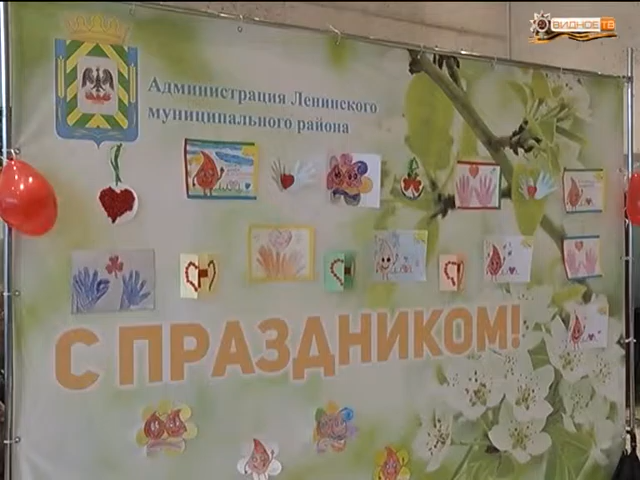 ВИДНОЕ ТВ
Администрация Ленинского
муниципального района
С ПРАЗДНИКОМ!